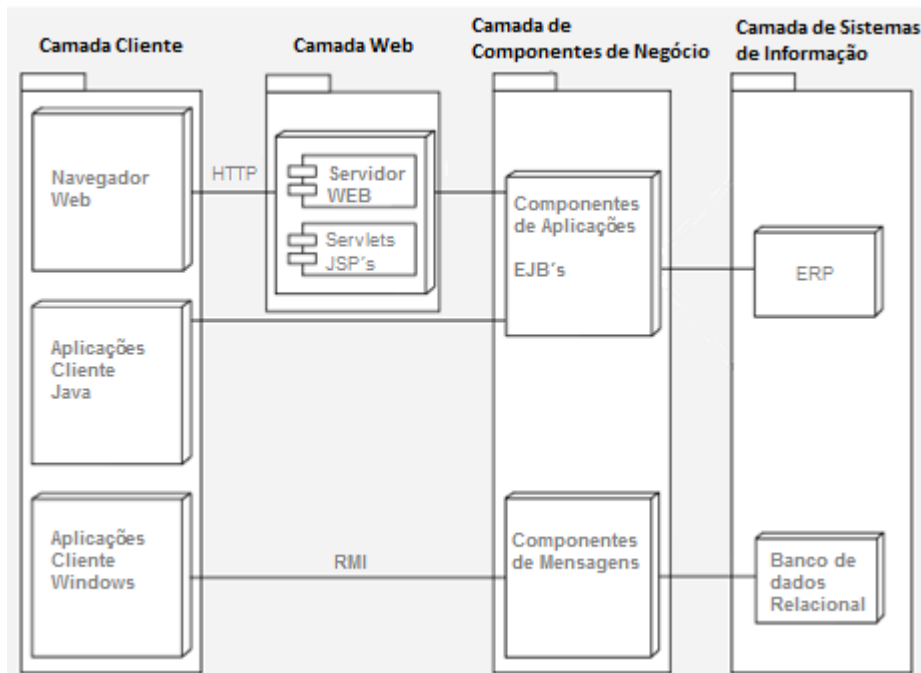 Camada Cliente
Camada Web
Camada de
Componentes de Negócio
Camada de Sistemas
de Informação
Navegador
Web
HTTP
Servidor
WEB
Servlets
JSP´s
Componentes
de Aplicações
EJB's
ERP
Aplicações
Cliente
Java
Aplicações
Cliente
Windows
RMI
Componentes
de Mensagens
Banco de
dados
Relacional